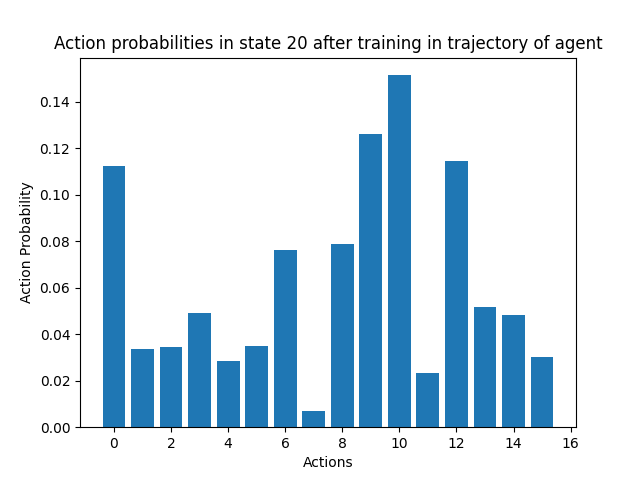 Action probabilities in state 20 after training in trajectory of agent
0.14
0.12
0.10
0.08
0.06
0.04
0.02
0.00
Action Probability
0 2 4 6 8 10 12 14 16
Actions